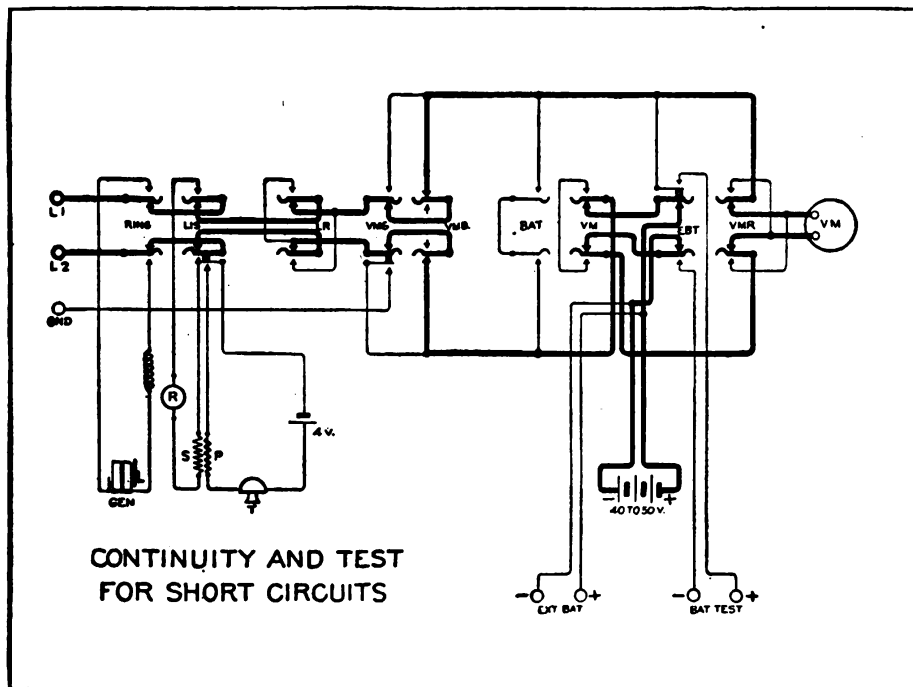 L1
RING
LIS
LR
VMG
VMB
BAT
VM
EBT
VMR
VM
L2
GND
R
S
P
4 V.
T
GEN
- +
40 TO 50 V.
CONTINUITY AND TEST
FOR SHORT CIRCUITS
- EXT BAT +
- BAT TEST +